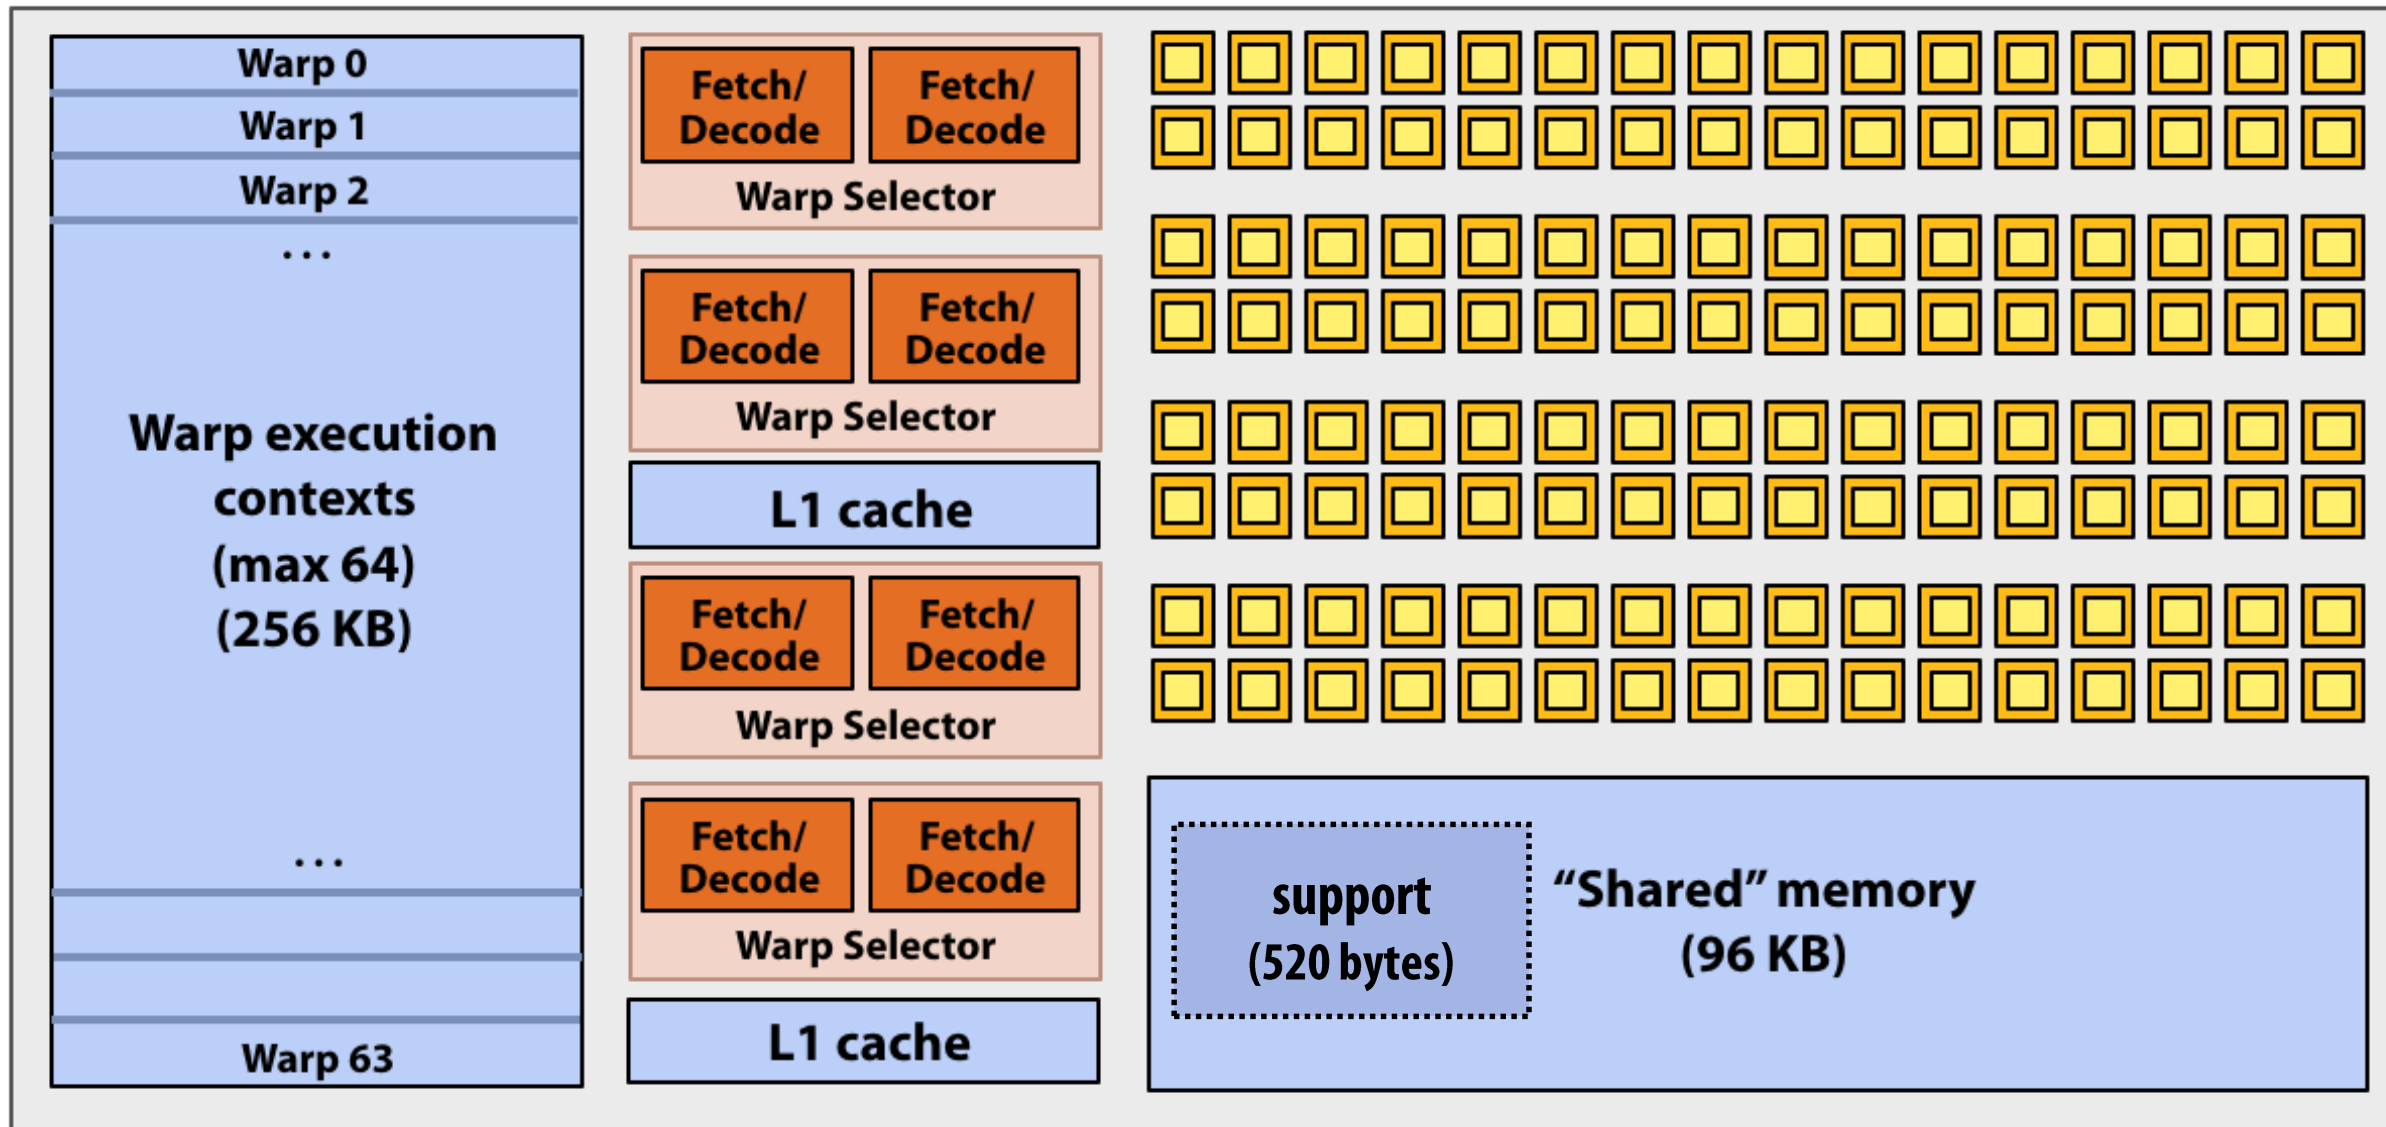 Warp 0
Warp 1
Warp 2
...
Warp execution
contexts
(max 64)
(256 KB)
...
Warp 63
Fetch/
Decode
Fetch/
Decode
Warp Selector
Fetch/
Decode
Fetch/
Decode
Warp Selector
L1 cache
Fetch/
Decode
Fetch/
Decode
Warp Selector
Fetch/
Decode
Fetch/
Decode
Warp Selector
L1 cache
support
(520 bytes)
“Shared” memory
(96 KB)